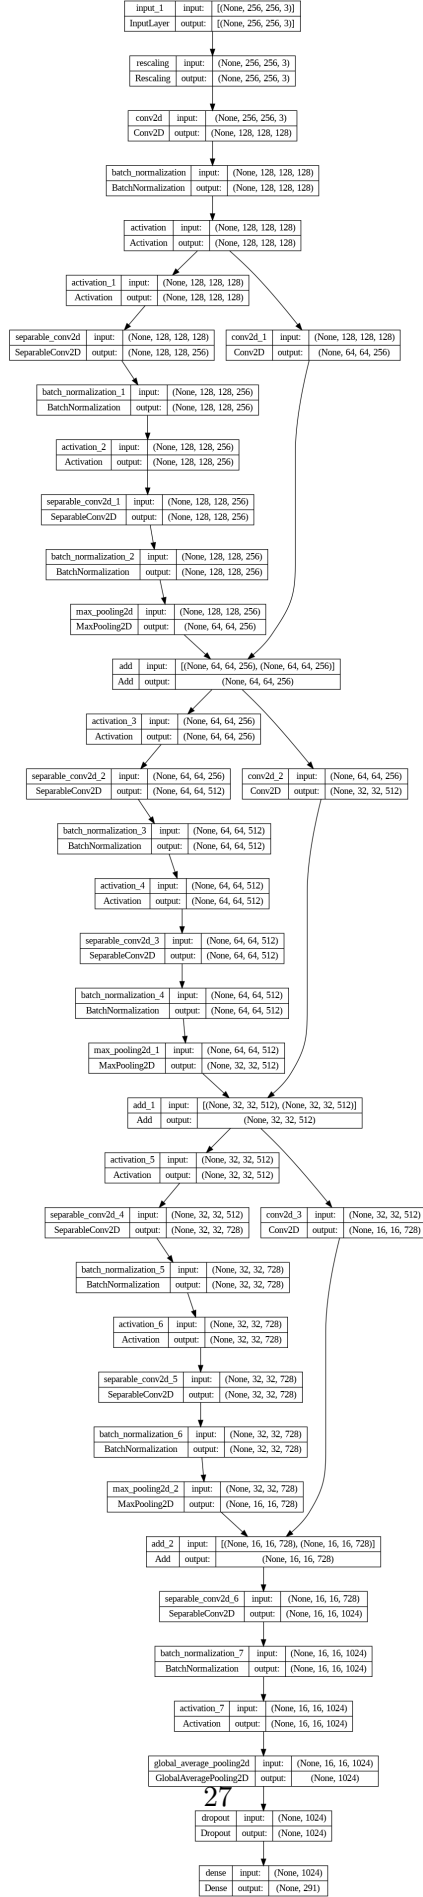 input_1 input: [(None, 256, 256, 3)]
InputLayer output: [(None, 256, 256, 3)]
rescaling input: (None, 256, 256, 3)
Rescaling output: (None, 256, 256, 3)
conv2d input: (None, 256, 256, 3)
Conv2D output: (None, 128, 128, 128)
batch_normalization input: (None, 128, 128, 128)
BatchNormalization output: (None, 128, 128, 128)
activation input: (None, 128, 128, 128)
Activation output: (None, 128, 128, 128)
activation_1 input: (None, 128, 128, 128)
Activation output: (None, 128, 128, 128)
separable_conv2d input: (None, 128, 128, 128)
SeparableConv2D output: (None, 128, 128, 256)
conv2d_1 input: (None, 128, 128, 128)
Conv2D output: (None, 64, 64, 256)
batch_normalization_1 input: (None, 128, 128, 256)
BatchNormalization output: (None, 128, 128, 256)
activation_2 input: (None, 128, 128, 256)
Activation output: (None, 128, 128, 256)
separable_conv2d_1 input: (None, 128, 128, 256)
SeparableConv2D output: (None, 128, 128, 256)
batch_normalization_2 input: (None, 128, 128, 256)
BatchNormalization output: (None, 128, 128, 256)
max_pooling2d input: (None, 128, 128, 256)
MaxPooling2D output: (None, 64, 64, 256)
add input: [(None, 64, 64, 256), (None, 64, 64, 256)]
Add output: (None, 64, 64, 256)
activation_3 input: (None, 64, 64, 256)
Activation output: (None, 64, 64, 256)
separable_conv2d_2 input: (None, 64, 64, 256)
SeparableConv2D output: (None, 64, 64, 512)
conv2d_2 input: (None, 64, 64, 256)
Conv2D output: (None, 32, 32, 512)
batch_normalization_3 input: (None, 64, 64, 512)
BatchNormalization output: (None, 64, 64, 512)
activation_4 input: (None, 64, 64, 512)
Activation output: (None, 64, 64, 512)
separable_conv2d_3 input: (None, 64, 64, 512)
SeparableConv2D output: (None, 64, 64, 512)
batch_normalization_4 input: (None, 64, 64, 512)
BatchNormalization output: (None, 64, 64, 512)
max_pooling2d_1 input: (None, 64, 64, 512)
MaxPooling2D output: (None, 32, 32, 512)
add_1 input: [(None, 32, 32, 512), (None, 32, 32, 512)]
Add output: (None, 32, 32, 512)
activation_5 input: (None, 32, 32, 512)
Activation output: (None, 32, 32, 512)
separable_conv2d_4 input: (None, 32, 32, 512)
SeparableConv2D output: (None, 32, 32, 728)
conv2d_3 input: (None, 32, 32, 512)
Conv2D output: (None, 16, 16, 728)
batch_normalization_5 input: (None, 32, 32, 728)
BatchNormalization output: (None, 32, 32, 728)
activation_6 input: (None, 32, 32, 728)
Activation output: (None, 32, 32, 728)
separable_conv2d_5 input: (None, 32, 32, 728)
SeparableConv2D output: (None, 32, 32, 728)
batch_normalization_6 input: (None, 32, 32, 728)
BatchNormalization output: (None, 32, 32, 728)
max_pooling2d_2 input: (None, 32, 32, 728)
MaxPooling2D output: (None, 16, 16, 728)
add_2 input: [(None, 16, 16, 728), (None, 16, 16, 728)]
Add output: (None, 16, 16, 728)
separable_conv2d_6 input: (None, 16, 16, 728)
SeparableConv2D output: (None, 16, 16, 1024)
batch_normalization_7 input: (None, 16, 16, 1024)
BatchNormalization output: (None, 16, 16, 1024)
activation_7 input: (None, 16, 16, 1024)
Activation output: (None, 16, 16, 1024)
global_average_pooling2d input: (None, 16, 16, 1024)
GlobalAveragePooling2D output: (None, 1024)
27
dropout input: (None, 1024)
Dropout output: (None, 1024)
dense input: (None, 1024)
Dense output: (None, 291)